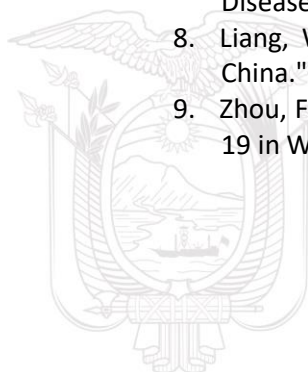 Disease
8. Liang, W
China."
9. Zhou, F
19 in W